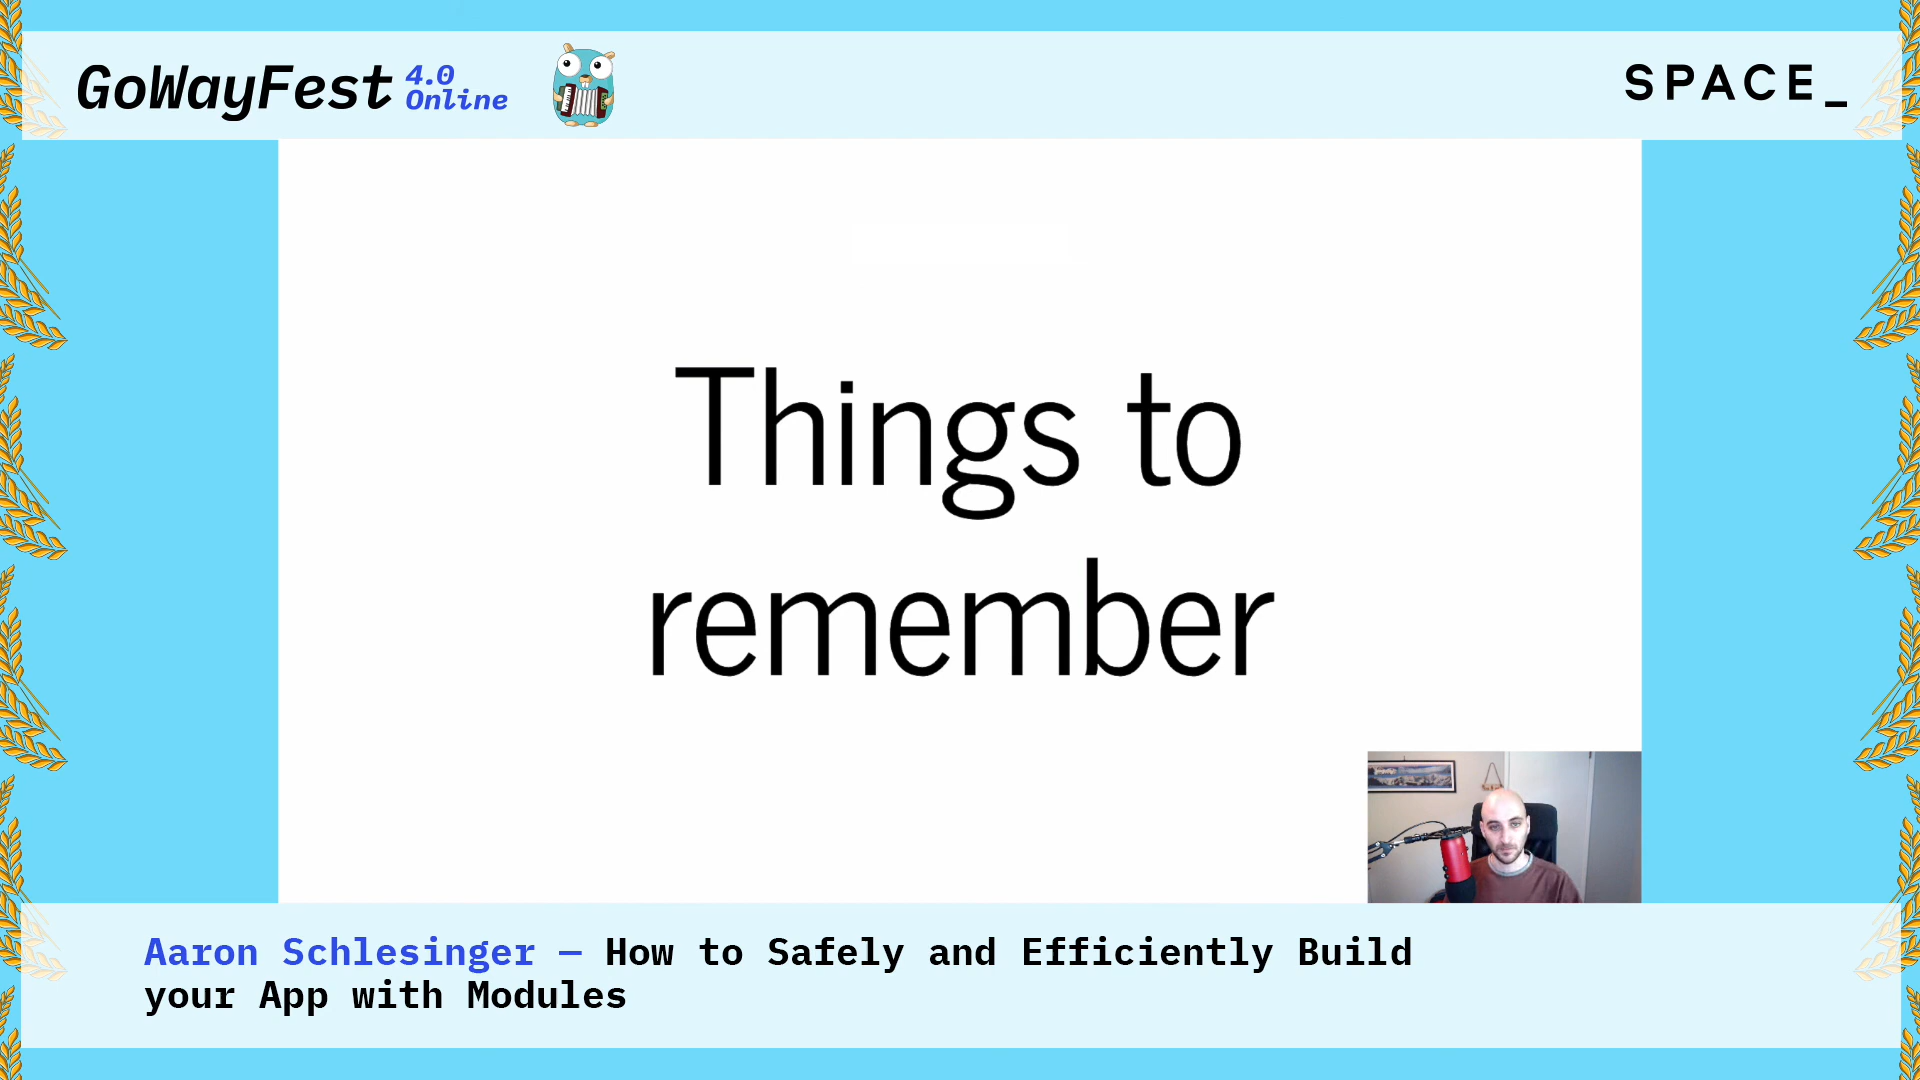 GoWayFest 4.0
Online
SPACE_
Things to
remember
Aaron Schlesinger — How to Safely and Efficiently Build
your App with Modules